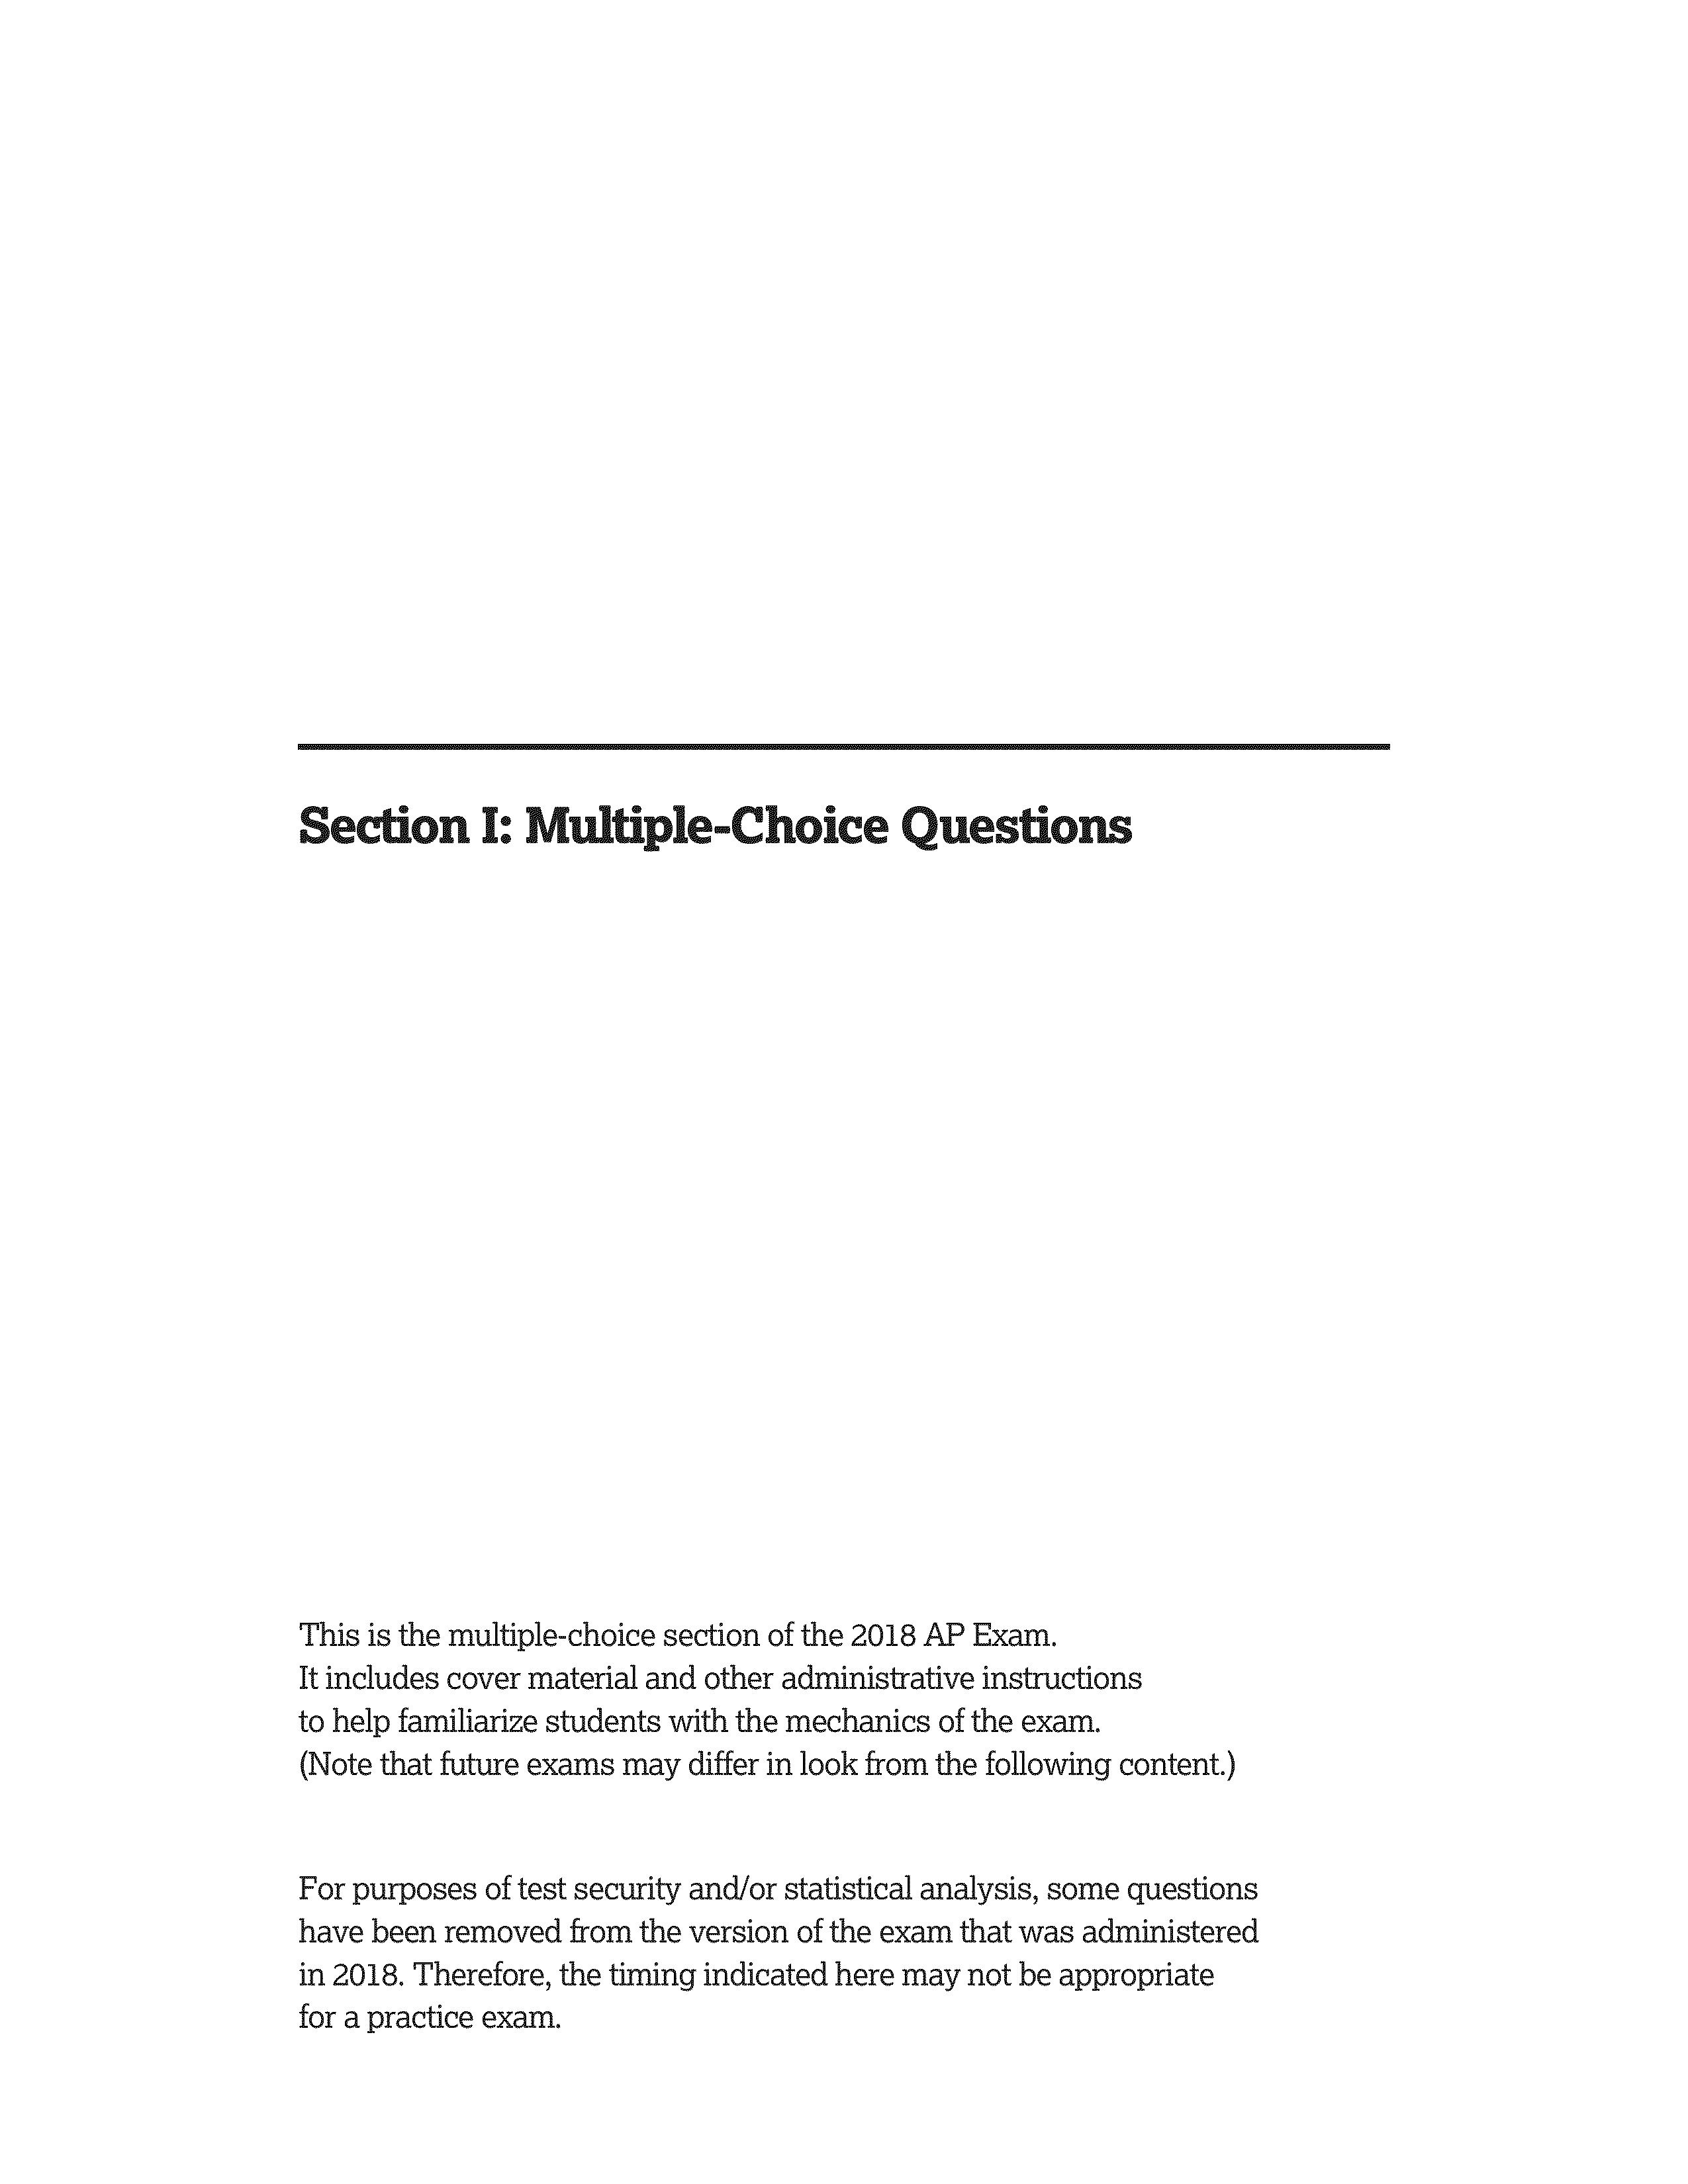 Section I: Multiple-Choice Questions
This is the multiple-choice section of the 2018 AP Exam.
It includes cover material and other administrative instructions
to help familiarize students with the mechanics of the exam.
(Note that future exams may differ in look from the following content.)
For purposes of test security and/or statistical analysis, some questions
have been removed from the version of the exam that was administered
in 2018. Therefore, the timing indicated here may not be appropriate
for a practice exam.